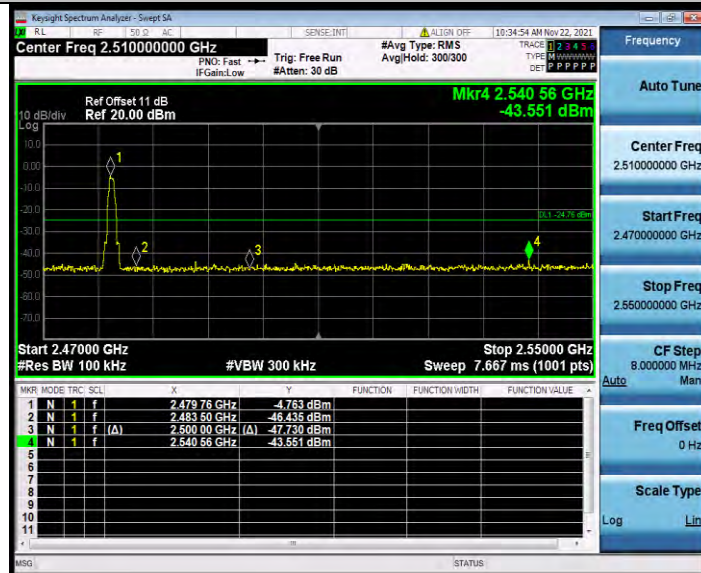 Keysight Spectrum Analyzer - Swept SA
LXI RL RF 50 Ω AC SENSE:INT ALIGN OFF 10:34:54 AM Nov 22, 2021
Center Freq 2.510000000 GHz
PNO: Fast
IFGain:Low
Trig: Free Run
#Atten: 30 dB
#Avg Type: RMS
Avg|Hold: 300/300
TRACE 1 2 3 4 5 6
TYPE M W W W W W
DET P P P P P P
Ref Offset 11 dB
10 dB/div Ref 20.00 dBm
Log
Mkr4 2.540 56 GHz
-43.551 dBm
10.0
0.00
-10.0
-20.0
-30.0
-40.0
-50.0
-60.0
-70.0
1
2
3
4
DL1 -24.76 dBm
Start 2.47000 GHz Stop 2.55000 GHz
#Res BW 100 kHz #VBW 300 kHz Sweep 7.667 ms (1001 pts)
MKR MODE TRC SCL X Y FUNCTION FUNCTION WIDTH FUNCTION VALUE
1 N 1 f 2.479 76 GHz -4.763 dBm
2 N 1 f 2.483 50 GHz -46.435 dBm
3 N 1 f (Δ) 2.500 00 GHz (Δ) -47.730 dBm
4 N 1 f 2.540 56 GHz -43.551 dBm
5
6
7
8
9
10
11
MSG STATUS
Frequency
Auto Tune
Center Freq
2.510000000 GHz
Start Freq
2.470000000 GHz
Stop Freq
2.550000000 GHz
CF Step
8.000000 MHz
Auto Man
Freq Offset
0 Hz
Scale Type
Log Lin